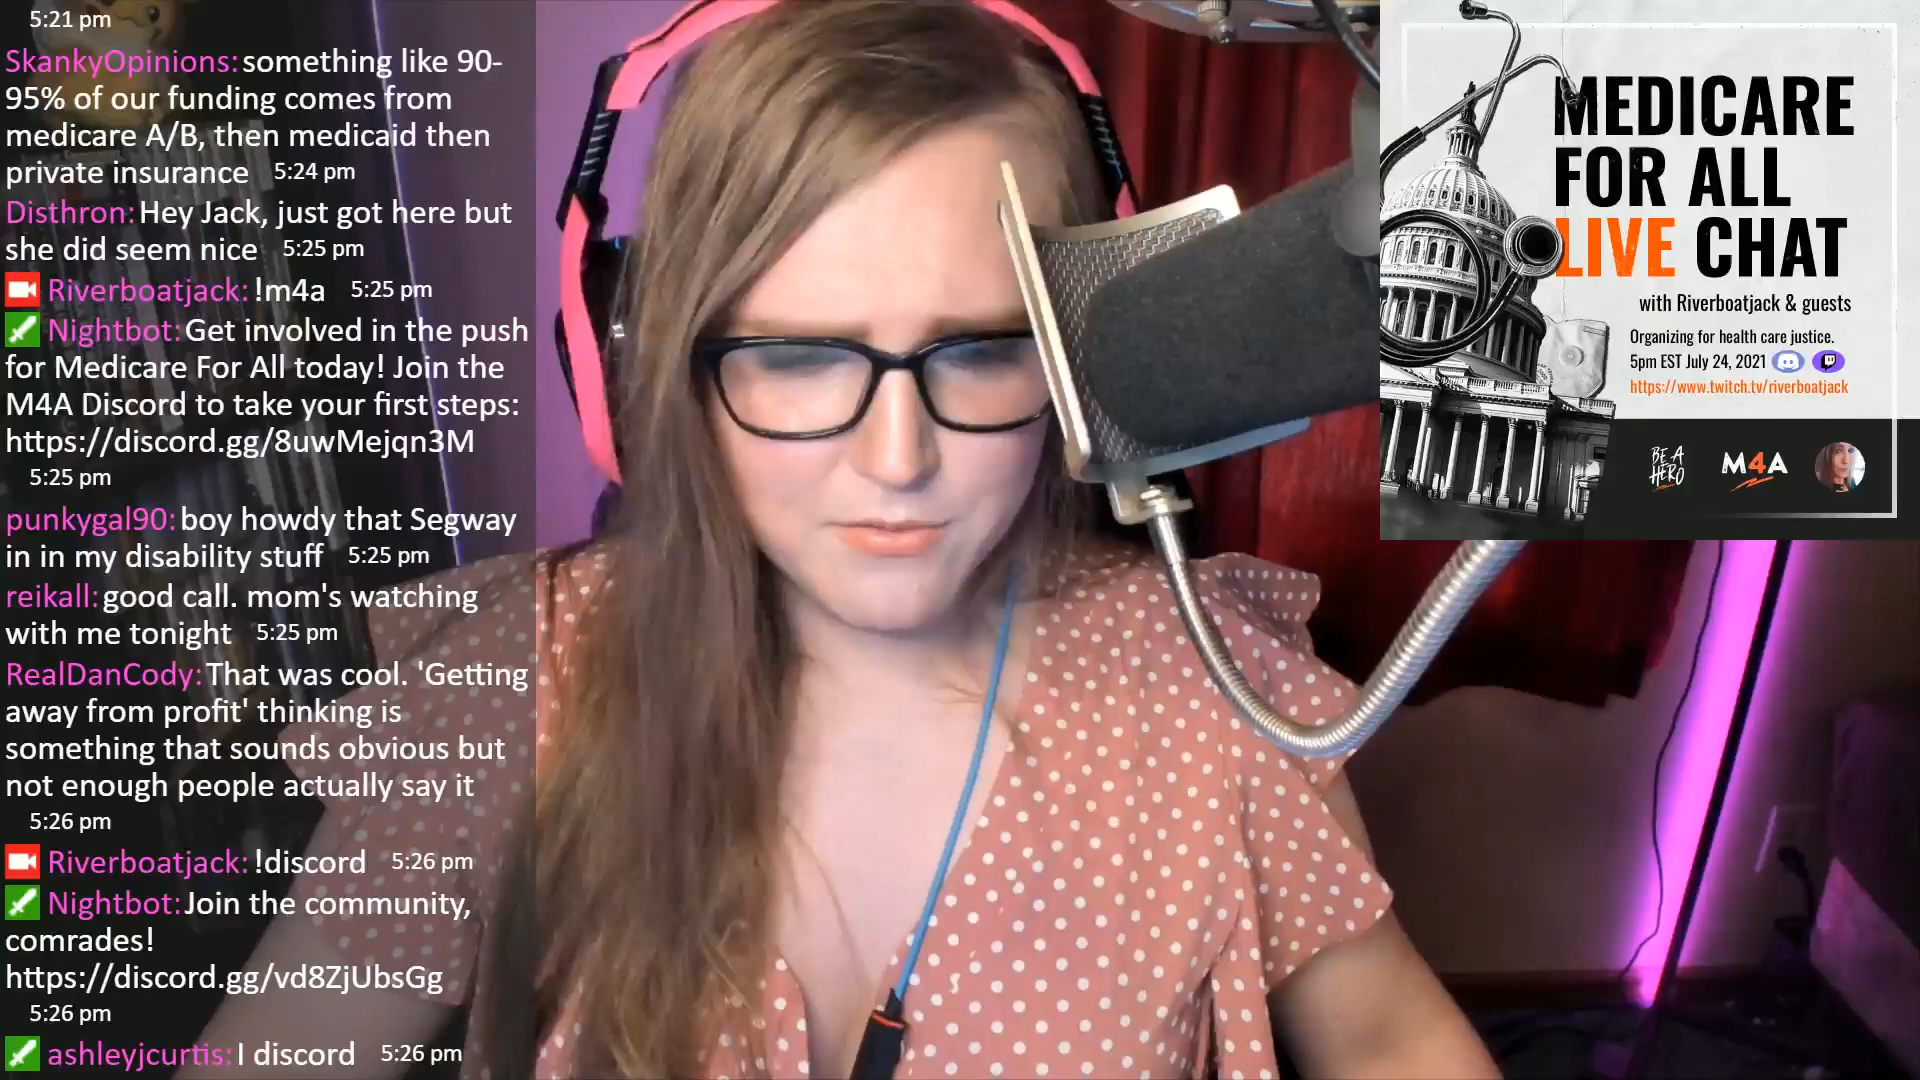 5:21 pm
SkankyOpinions: something like 90-
95% of our funding comes from
medicare A/B, then medicaid then
private insurance 5:24 pm
Disthron: Hey Jack, just got here but
she did seem nice 5:25 pm
Riverboatjack: !m4a 5:25 pm
Nightbot: Get involved in the push
for Medicare For All today! Join the
M4A Discord to take your first steps:
https://discord.gg/8uwMejqn3M
5:25 pm
punkygal90: boy howdy that Segway
in in my disability stuff 5:25 pm
reikall: good call. mom's watching
with me tonight 5:25 pm
RealDanCody: That was cool. 'Getting
away from profit' thinking is
something that sounds obvious but
not enough people actually say it
5:26 pm
Riverboatjack: !discord 5:26 pm
Nightbot: Join the community,
comrades!
https://discord.gg/vd8ZjUbsGg
5:26 pm
ashleyjcurtis: I discord 5:26 pm
MEDICARE
FOR ALL
LIVE CHAT
with Riverboatjack & guests
Organizing for health care justice.
5pm EST July 24, 2021
https://www.twitch.tv/riverboatjack
BE A
HERO
M4A